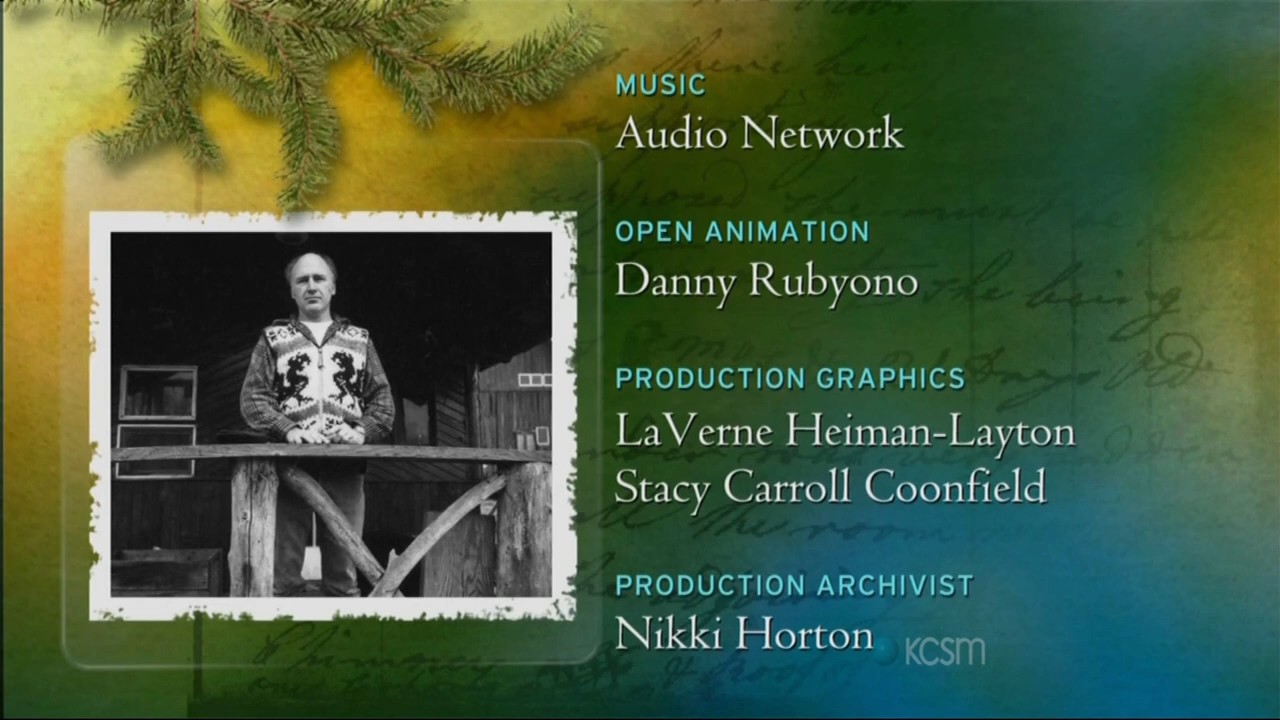 MUSIC
Audio Network
OPEN ANIMATION
Danny Rubyono
PRODUCTION GRAPHICS
LaVerne Heiman-Layton
Stacy Carroll Coonfield
PRODUCTION ARCHIVIST
Nikki Horton
KCSM